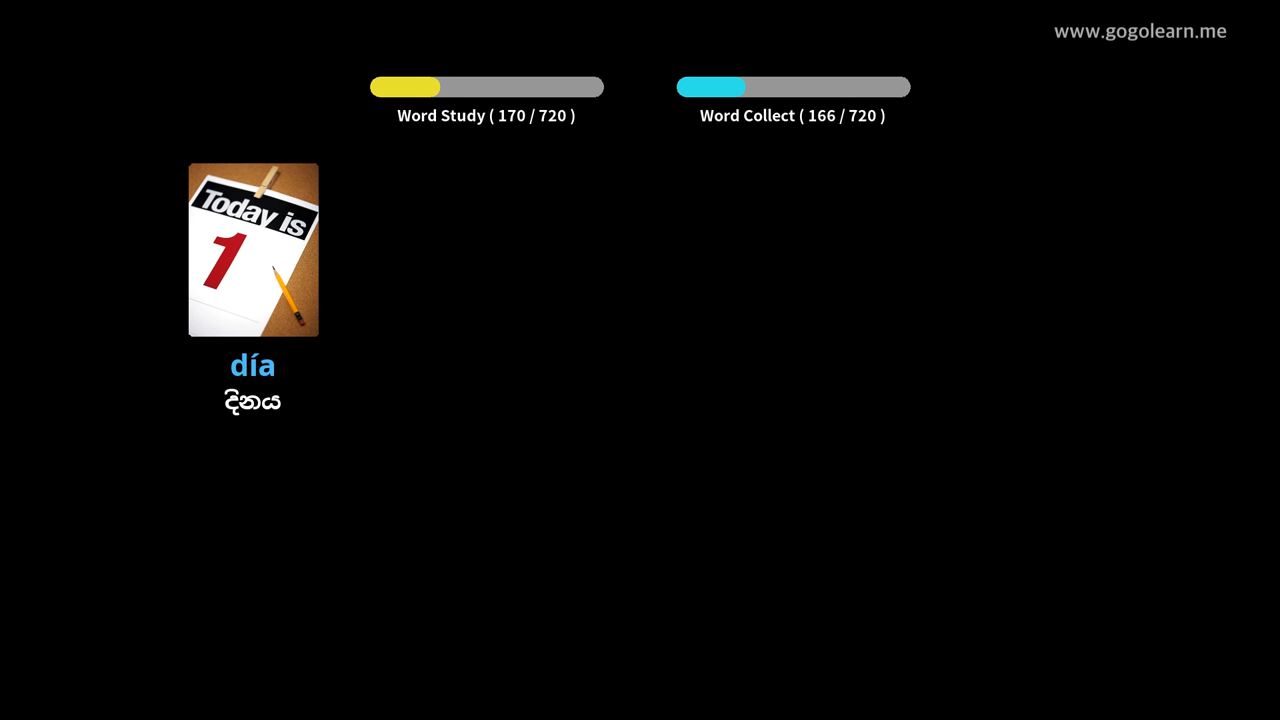 www.gogolearn.me
Word Study ( 170 / 720 )
Word Collect ( 166 / 720 )
Today is
1
día
දිනය